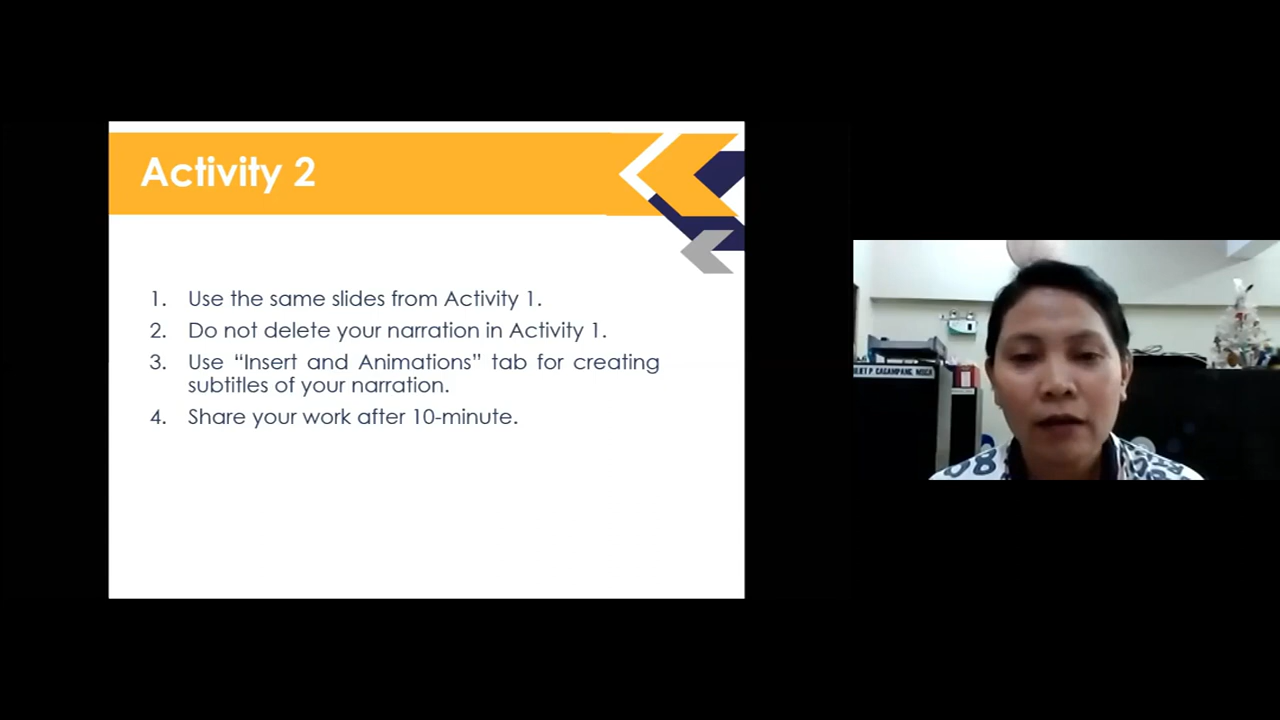 Activity 2
1. Use the same slides from Activity 1.
2. Do not delete your narration in Activity 1.
3. Use “Insert and Animations” tab for creating
subtitles of your narration.
4. Share your work after 10-minute.
P. CAGAMPANG,